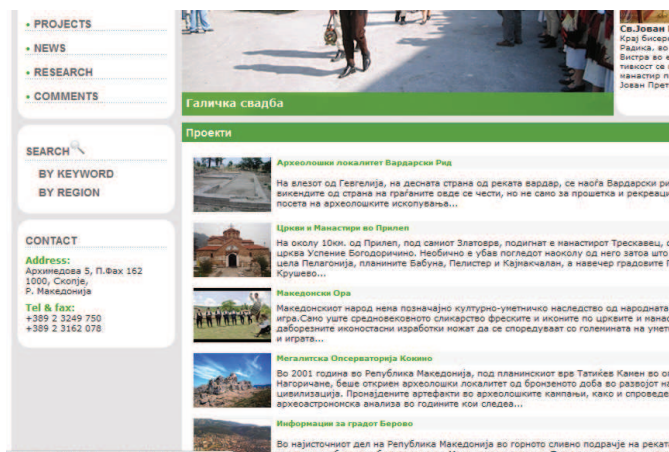 • PROJECTS
• NEWS
• RESEARCH
• COMMENTS
SEARCH
BY KEYWORD
BY REGION
CONTACT
Address:
Архимедова 5, П.Фах 162
1000, Скопје,
Р. Македонија
Tel & fax:
+389 2 3249 750
+389 2 3162 078
Галичка свадба
Св.Јован
Крај бисер
Радика, во
Вистра во
тивкост се
манастир п
Јован Прет
Проекти
Археолошки локалитет Вардарски Рид
На влезот од Гевгелија, на десната страна од реката вардар, се наоѓа Вардарски ри
викендите од страна на граѓаните овде се чести, но не само за прошетка и рекреаци
посета на археолошките ископувања...
Цркви и Манастири во Прилеп
На околу 10км. од Прилеп, под самиот Златоврв, подигнат е манастирот Трескавец,
црква Успение Богородичино. Необично е убав погледот наоколу од него затоа што
цела Пелагонија, планините Бабуна, Пелистер и Кајмакчалан, а навечер градовите
Крушево...
Македонски Ора
Македонскиот народ нема позначајно културно-уметничко наследство од народната
игра.Само уште средновековното сликарство фреските и иконите по црквите и манас
даборезните иконостасни изработки можат да се споредуваат со големината на умет
и играта...
Мегалитска Опсерваторија Кокино
Во 2001 година во Република Македонија, под планинскиот врв Татиќев Камен во
Нагоричане, беше откриен археолошки локалитет од бронзеното доба во развојот на
цивилизација. Пронајдените артефакти во археолошките кампањи, како и спроведе
археоастрономска анализа во годините кои следеа...
Информации за градот Берово
Во најисточниот дел на Република Македонија во горното сливно подрачје на рекат